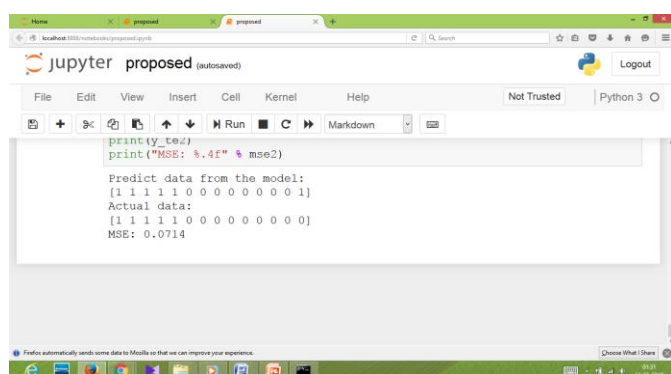 Home proposed proposed
localhost:8888/notebooks/proposed.ipynb Search
jupyter proposed (autosaved) Logout
File Edit View Insert Cell Kernel Help Not Trusted Python 3
Run Markdown
print(y_te2)
print("MSE: %.4f" % mse2)
Predict data from the model:
[1 1 1 1 1 0 0 0 0 0 0 0 0 1]
Actual data:
[1 1 1 1 1 0 0 0 0 0 0 0 0 0]
MSE: 0.0714
Firefox automatically sends some data to Mozilla so that we can improve your experience. Choose What I Share
01:31